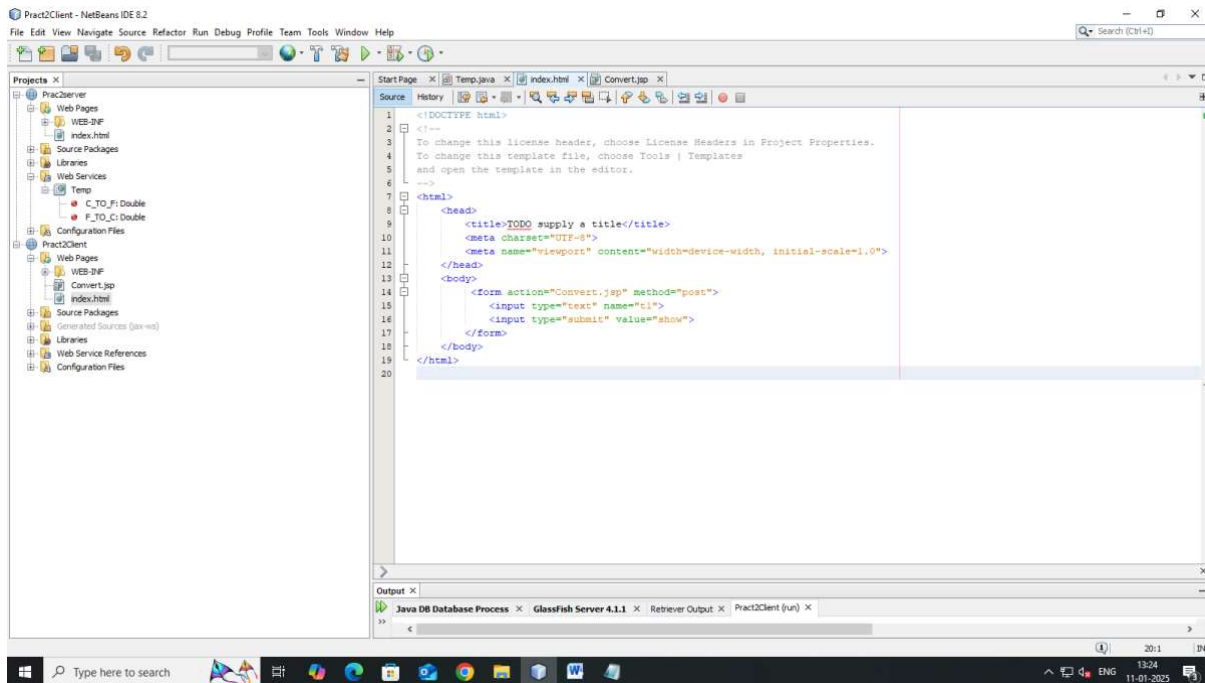 Pract2Client - NetBeans IDE 8.2
File Edit View Navigate Source Refactor Run Debug Profile Team Tools Window Help
Search (Ctrl+I)
Projects
Prac2server
Web Pages
WEB-INF
index.html
Source Packages
Libraries
Web Services
Temp
C_TO_F: Double
F_TO_C: Double
Configuration Files
Pract2Client
Web Pages
WEB-INF
Convert.jsp
index.html
Source Packages
Generated Sources (jax-ws)
Libraries
Web Service References
Configuration Files
Start Page Temp.java index.html Convert.jsp
Source History
1 <!DOCTYPE html>
2 <!--
3 To change this license header, choose License Headers in Project Properties.
4 To change this template file, choose Tools | Templates
5 and open the template in the editor.
6 -->
7 <html>
8 <head>
9 <title>TODO supply a title</title>
10 <meta charset="UTF-8">
11 <meta name="viewport" content="width=device-width, initial-scale=1.0">
12 </head>
13 <body>
14 <form action="Convert.jsp" method="post">
15 <input type="text" name="t1">
16 <input type="submit" value="show">
17 </form>
18 </body>
19 </html>
20
Output
Java DB Database Process GlassFish Server 4.1.1 Retriever Output Pract2Client (run)
20:1 IN
Type here to search
ENG
13:24
11-01-2025